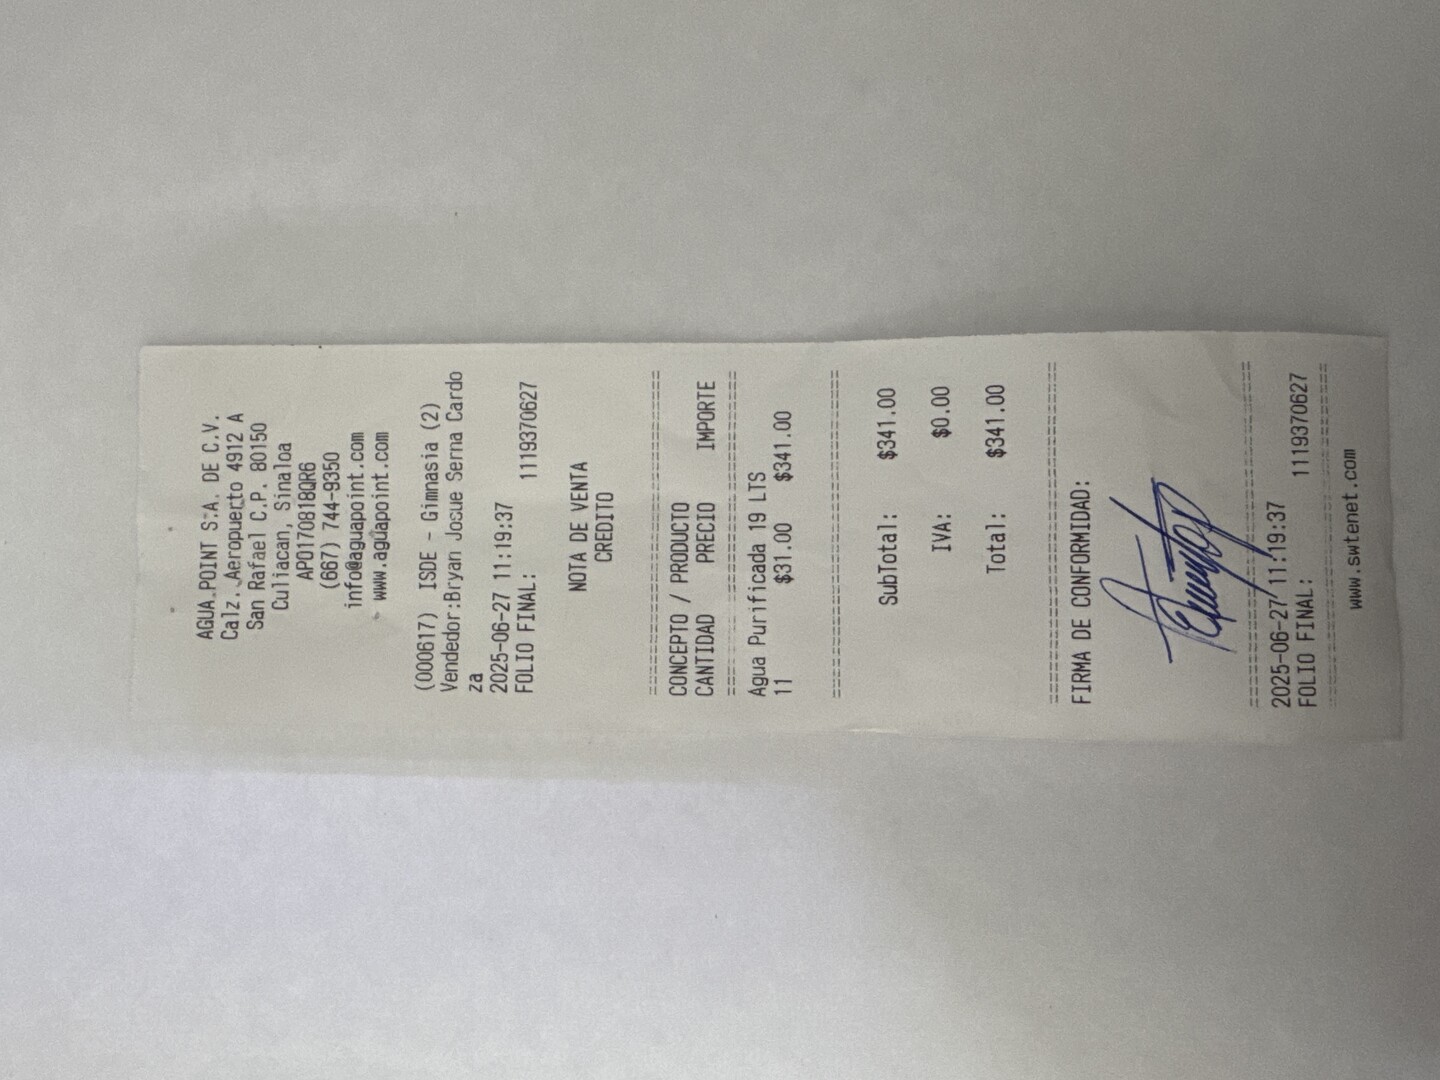 AGUA POINT S.A. DE C.V.
Calz. Aeropuerto 4912 A
San Rafael C.P. 80150
Culiacan, Sinaloa
APO170818QR6
(667) 744-9350
info@aguapoint.com
www.aguapoint.com
(000617) ISDE - Gimnasia (2)
Vendedor:Bryan Josue Serna Cardo
za
2025-06-27 11:19:37
FOLIO FINAL: 1119370627
NOTA DE VENTA
CREDITO
CONCEPTO / PRODUCTO
CANTIDAD PRECIO IMPORTE
Agua Purificada 19 LTS
11 $31.00 $341.00
SubTotal: $341.00
IVA: $0.00
Total: $341.00
FIRMA DE CONFORMIDAD:
2025-06-27 11:19:37
FOLIO FINAL: 1119370627
www.swtenet.com